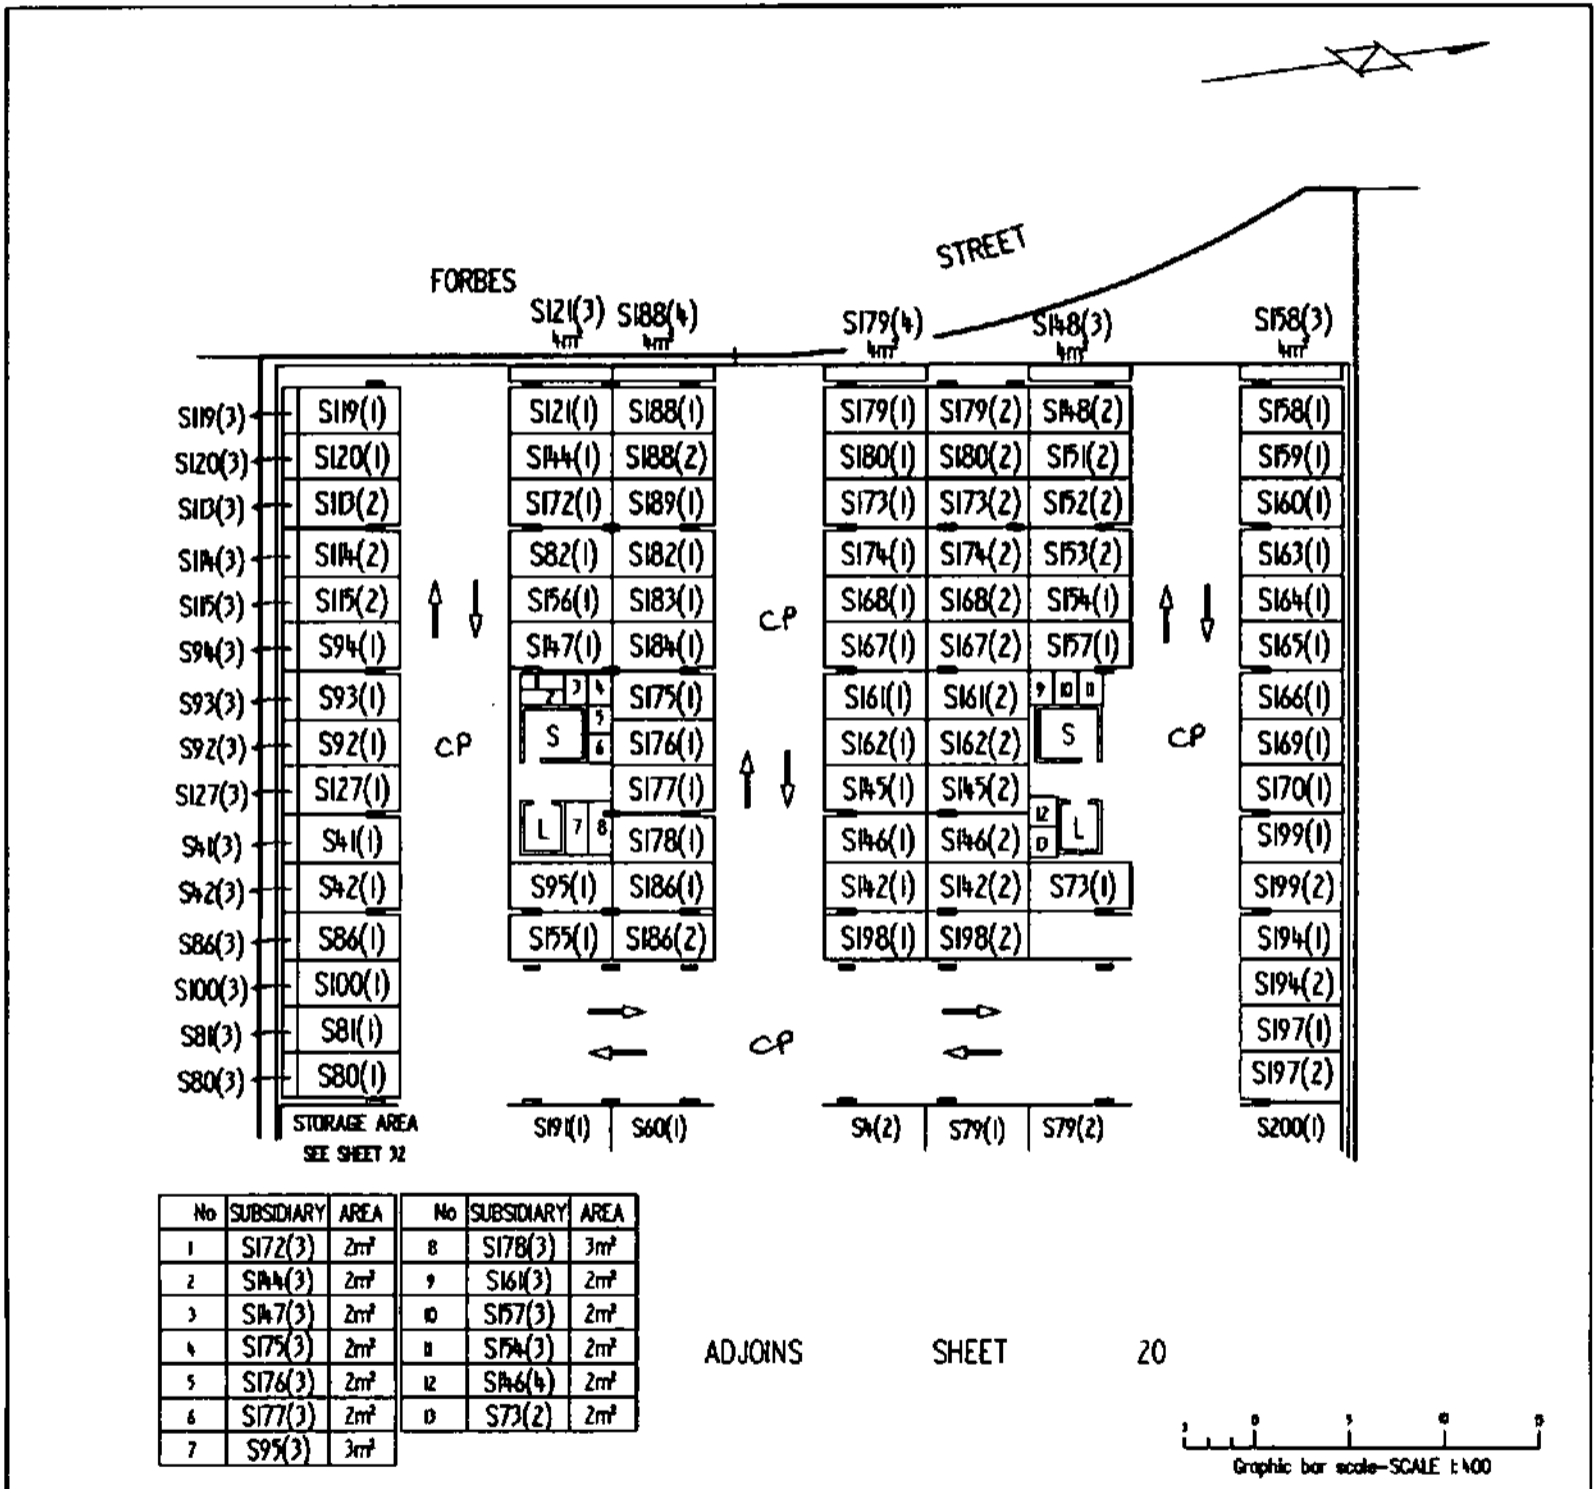 FORBES STREET
S121(3) S188(4) S179(4) S148(3) S158(3)
4m² 4m² 4m² 4m² 4m²
S119(3) S119(1) S121(1) S188(1) S179(1) S179(2) S148(2) S158(1)
S120(3) S120(1) S144(1) S188(2) S180(1) S180(2) S151(2) S159(1)
S113(3) S113(2) S172(1) S189(1) S173(1) S173(2) S152(2) S160(1)
S114(3) S114(2) S82(1) S182(1) S174(1) S174(2) S153(2) S163(1)
S115(3) S115(2) S156(1) S183(1) CP S168(1) S168(2) S154(1) S164(1)
S94(3) S94(1) S147(1) S184(1) S167(1) S167(2) S157(1) S165(1)
S93(3) S93(1) 2 3 4 S175(1) S161(1) S161(2) 9 10 11 S166(1)
5
S92(3) S92(1) CP S 6 S176(1) S162(1) S162(2) S CP S169(1)
S127(3) S127(1) S177(1) S145(1) S145(2) S170(1)
S41(3) S41(1) L 7 8 S178(1) S146(1) S146(2) 12 13 L S199(1)
S42(3) S42(1) S95(1) S186(1) S142(1) S142(2) S73(1) S199(2)
S86(3) S86(1) S155(1) S186(2) S198(1) S198(2) S194(1)
S100(3) S100(1) S194(2)
S81(3) S81(1) CP S197(1)
S80(3) S80(1) S197(2)
STORAGE AREA S191(1) S60(1) S4(2) S79(1) S79(2) S200(1)
SEE SHEET 32
No SUBSIDIARY AREA No SUBSIDIARY AREA
1 S172(3) 2m² 8 S178(3) 3m²
2 S144(3) 2m² 9 S161(3) 2m²
3 S147(3) 2m² 10 S157(3) 2m²
4 S175(3) 2m² 11 S154(3) 2m²
5 S176(3) 2m² 12 S146(4) 2m²
6 S177(3) 2m² 13 S73(2) 2m²
7 S95(3) 3m²
ADJOINS SHEET 20
0 5 10 15
Graphic bar scale-SCALE 1:400